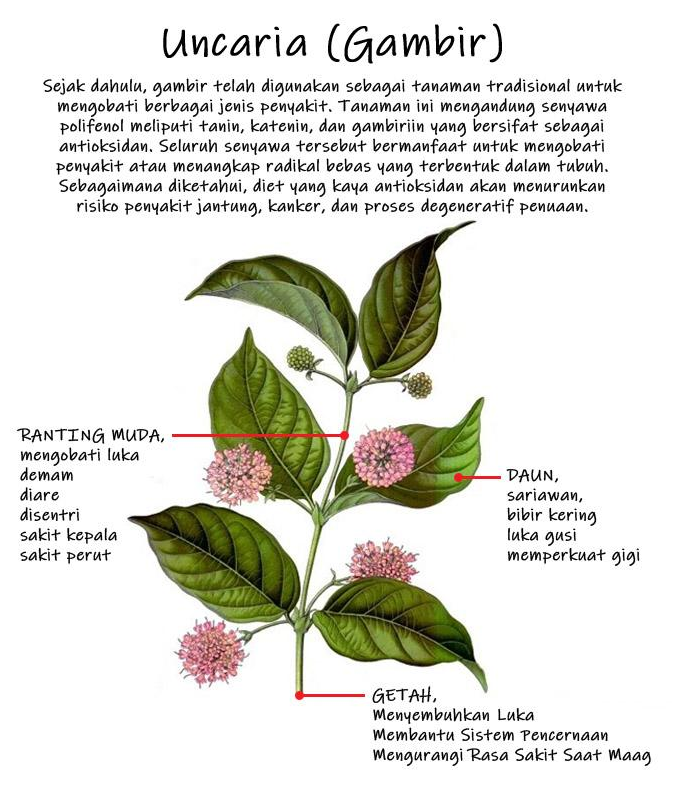 Uncaria (Gambir)
Sejak dahulu, gambir telah digunakan sebagai tanaman tradisional untuk
mengobati berbagai jenis penyakit. Tanaman ini mengandung senyawa
polifenol meliputi tanin, katenin, dan gambiriin yang bersifat sebagai
antioksidan. Seluruh senyawa tersebut bermanfaat untuk mengobati
penyakit atau menangkap radikal bebas yang terbentuk dalam tubuh.
Sebagaimana diketahui, diet yang kaya antioksidan akan menurunkan
risiko penyakit jantung, kanker, dan proses degeneratif penuaan.
RANTING MUDA,
mengobati luka
demam
diare
disentri
sakit kepala
sakit perut
DAUN,
sariawan,
bibir kering
luka gusi
memperkuat gigi
GETAH,
Menyembuhkan Luka
Membantu Sistem Pencernaan
Mengurangi Rasa Sakit Saat Maag